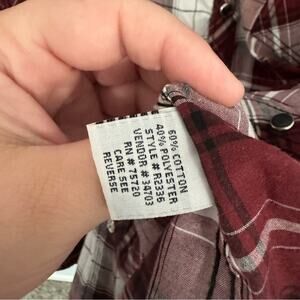 60% COTTON
40% POLYESTER
STYLE# R2336
VENDOR # 34703
RN # 75720
CARE SEE
REVERSE